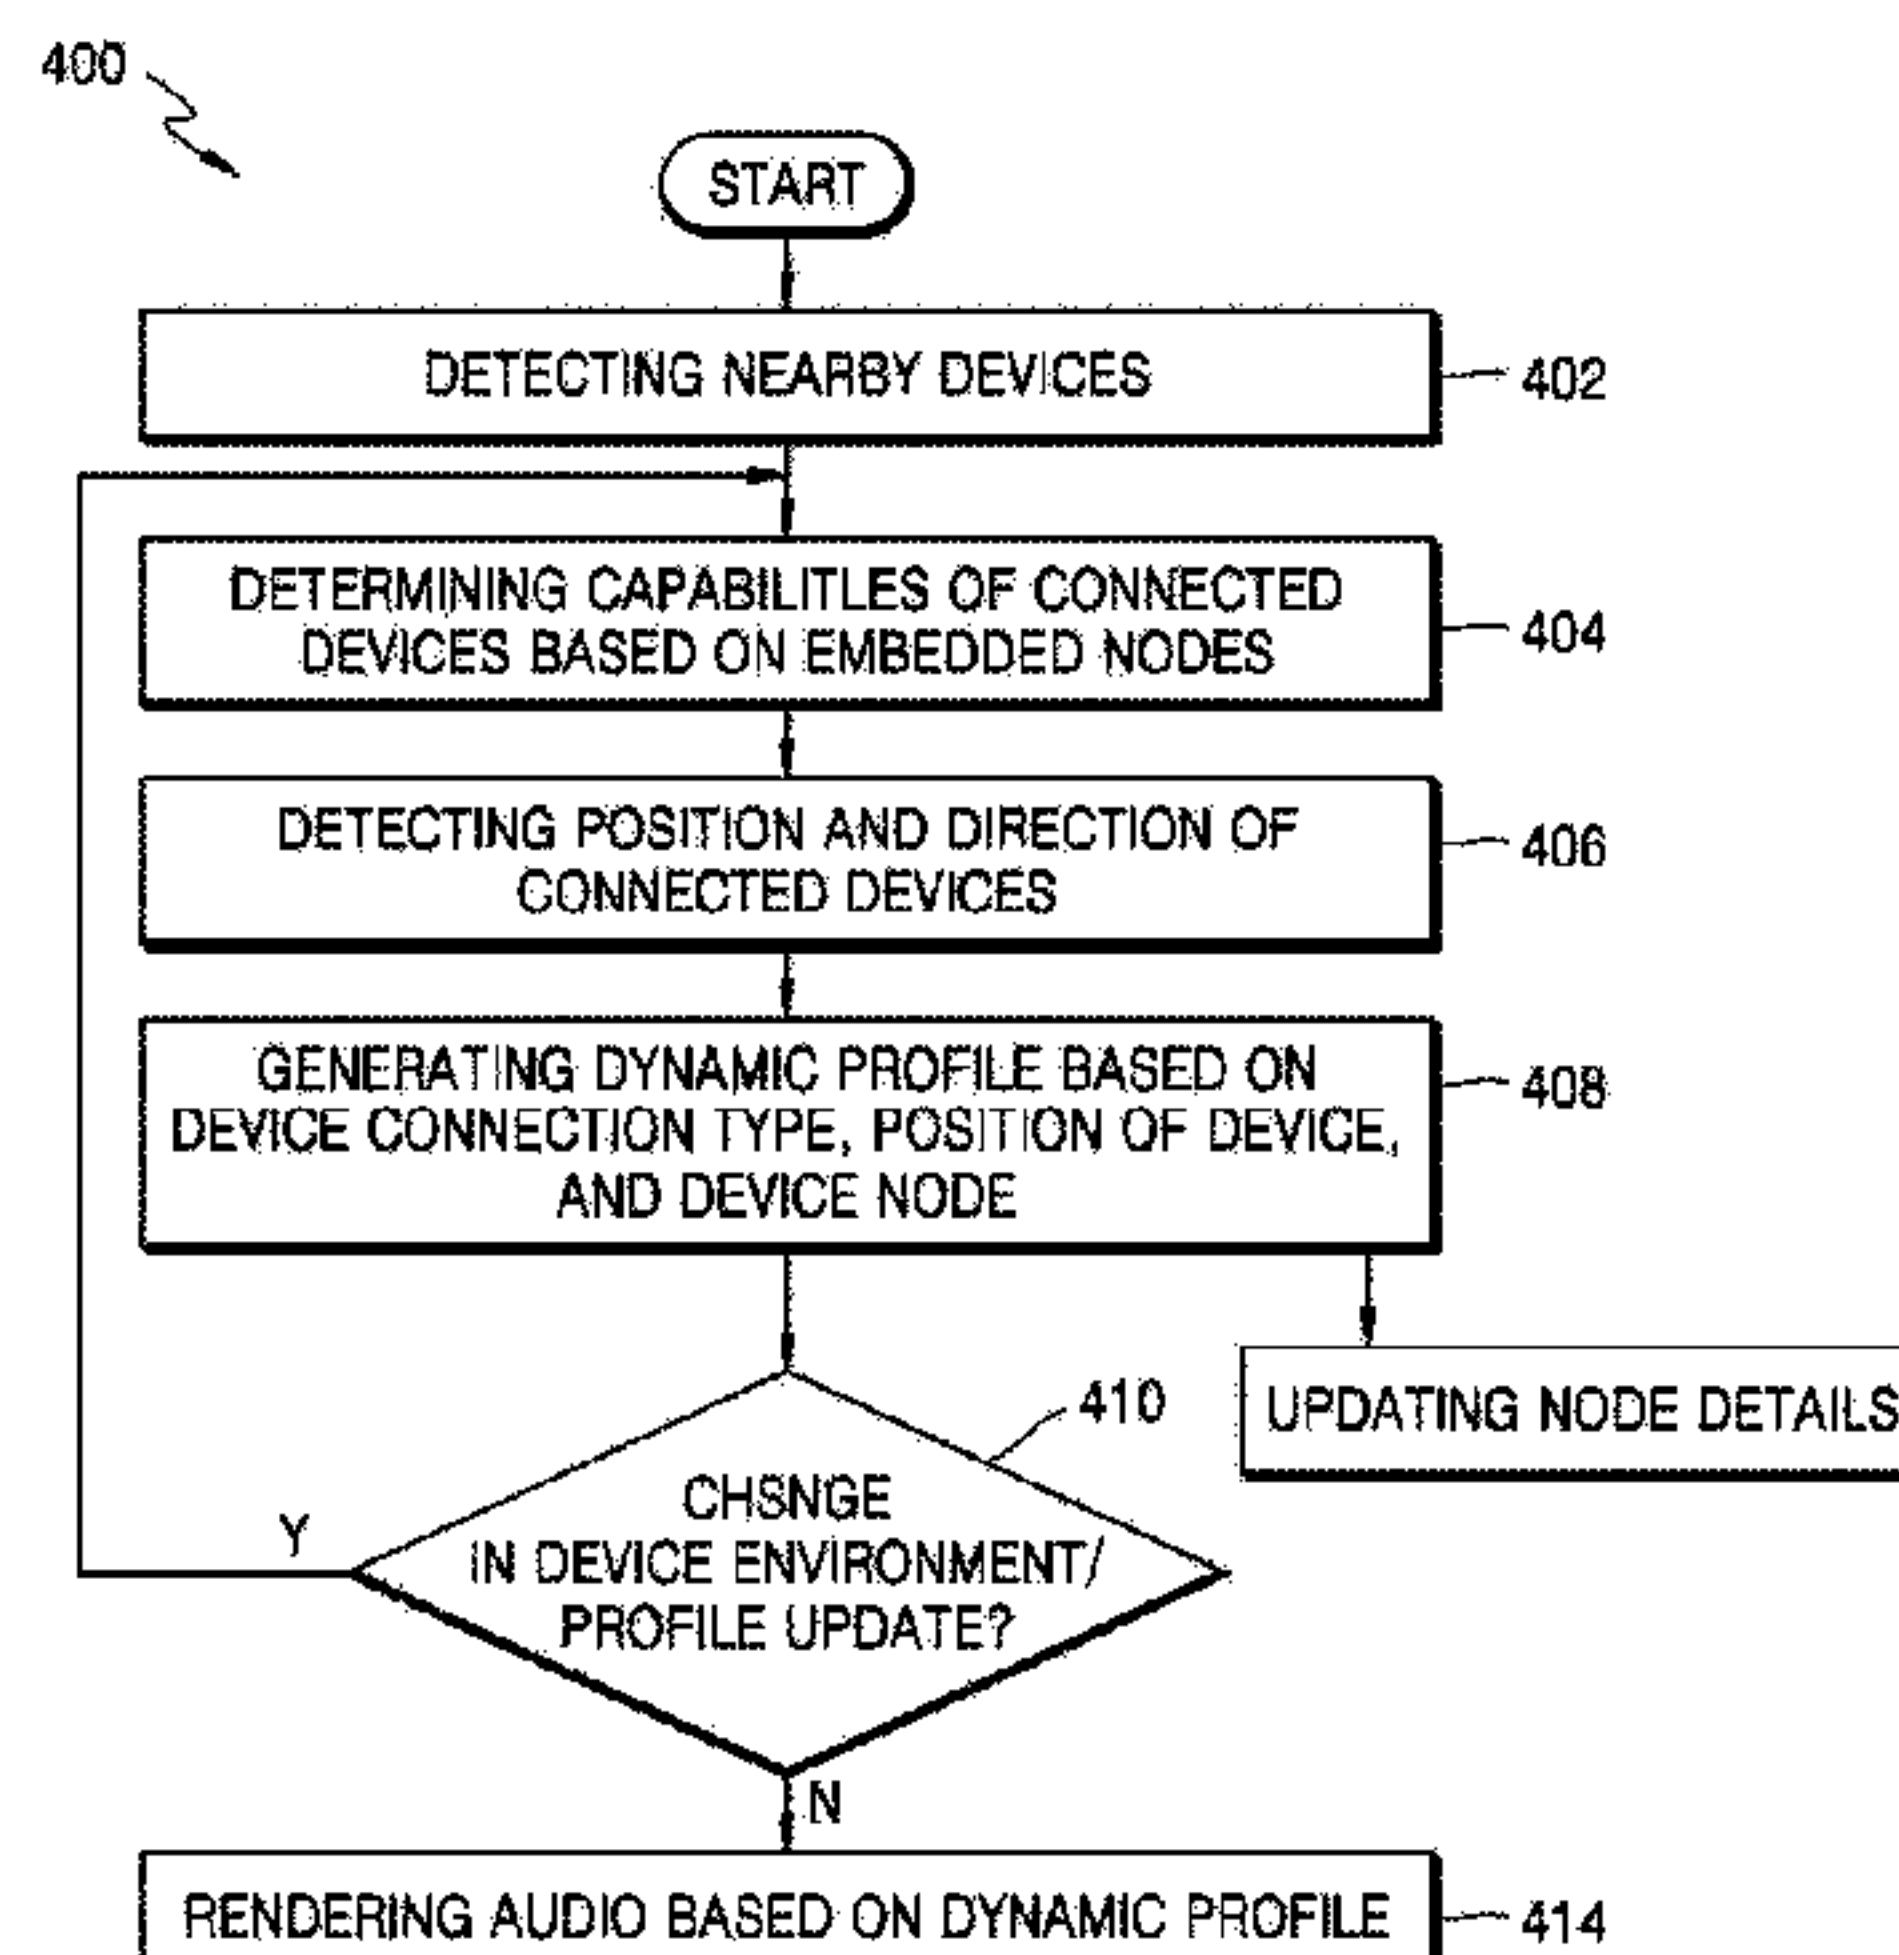 400
START
DETECTING NEARBY DEVICES
402
DETERMINING CAPABILITLES OF CONNECTED
DEVICES BASED ON EMBEDDED NODES
404
DETECTING POSITION AND DIRECTION OF
CONNECTED DEVICES
406
GENERATING DYNAMIC PROFILE BASED ON
DEVICE CONNECTION TYPE, POSITION OF DEVICE,
AND DEVICE NODE
408
UPDATING NODE DETAILS
410
CHSNGE
IN DEVICE ENVIRONMENT/
PROFILE UPDATE?
Y
N
RENDERING AUDIO BASED ON DYNAMIC PROFILE
414